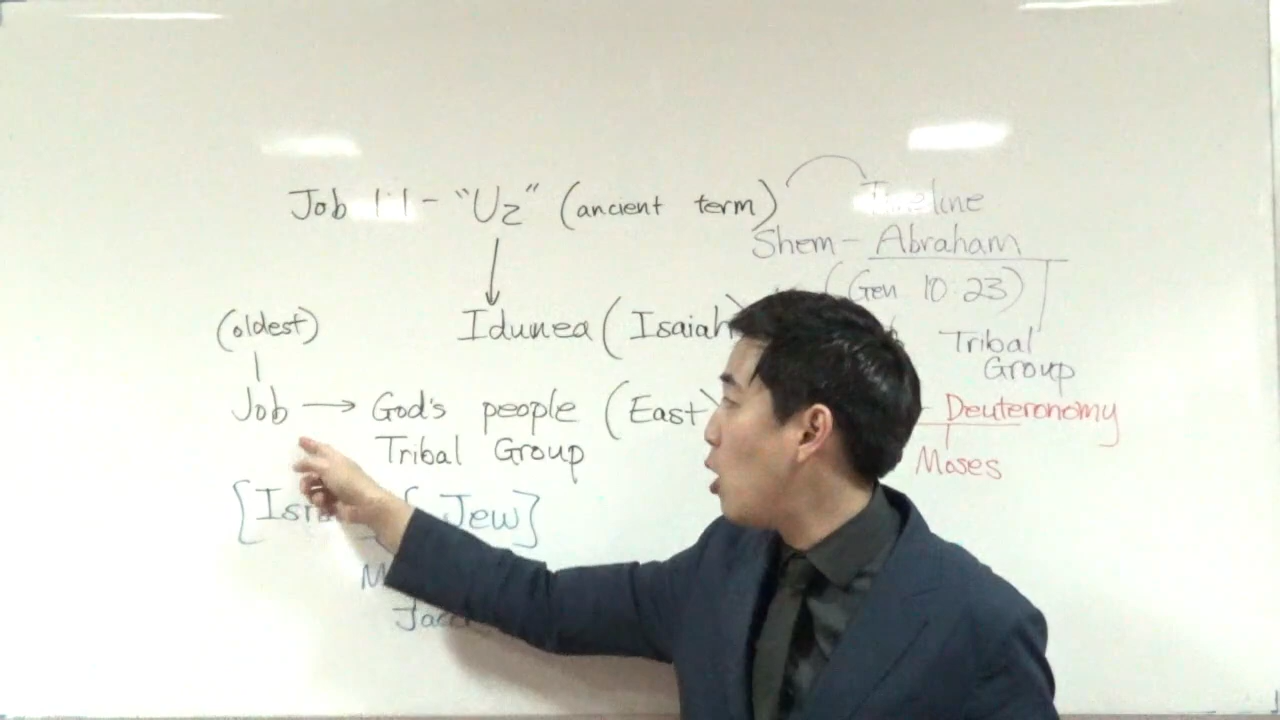 Job 1:1 - "Uz" (ancient term)
Timeline
Shem - Abraham
(Gen 10:23)
(oldest)
Idumea (Isaiah
Tribal
Group
Job → God's people (East)
Deuteronomy
Tribal Group
Moses
Jew]